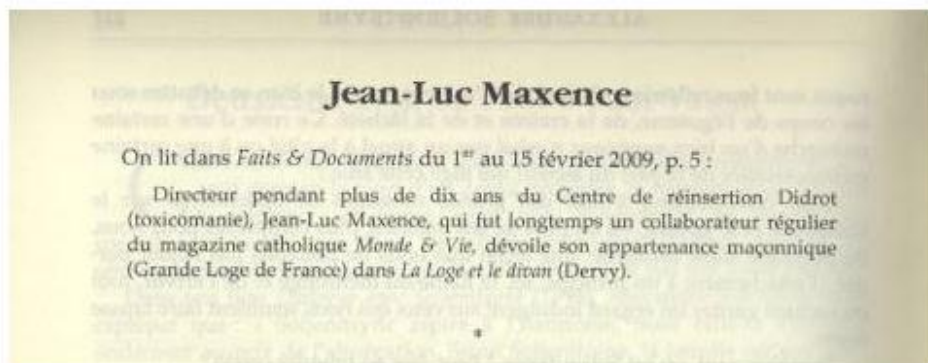 Jean-Luc Maxence
On lit dans Faits & Documents du 1er au 15 février 2009, p. 5 :
Directeur pendant plus de dix ans du Centre de réinsertion Didrot
(toxicomanie), Jean-Luc Maxence, qui fut longtemps un collaborateur régulier
du magazine catholique Monde & Vie, dévoile son appartenance maçonnique
(Grande Loge de France) dans La Loge et le divan (Dervy).
*